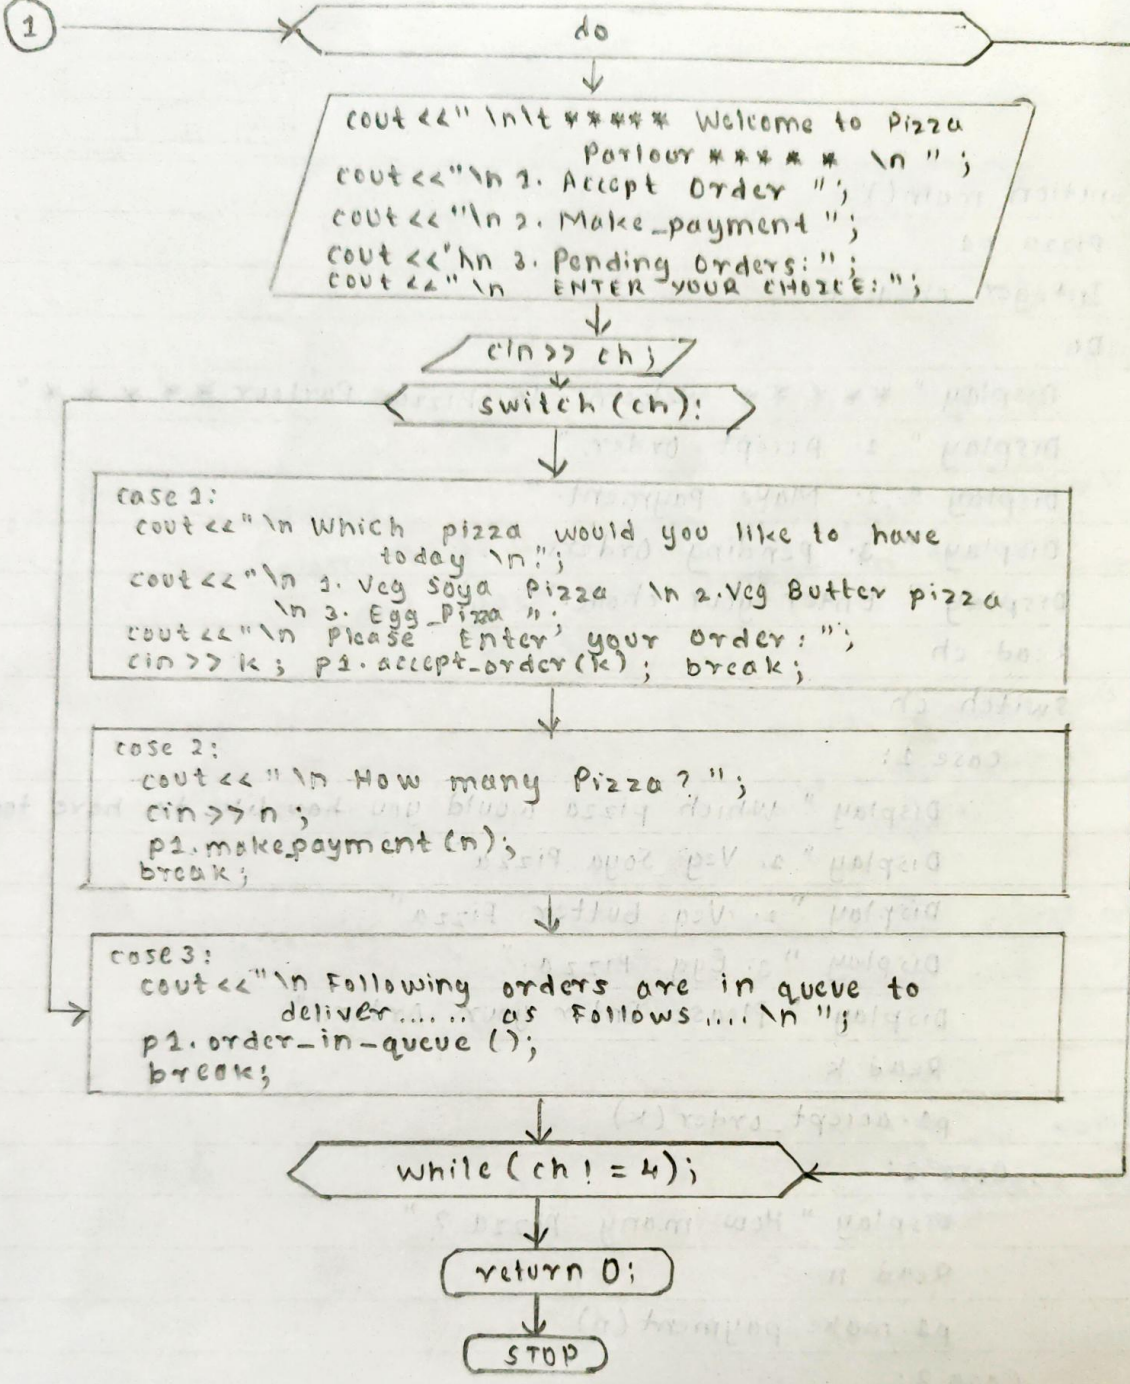 1
do
cout <<" \n\t ***** Welcome to Pizza
Parlour ***** \n ";
cout <<"\n 1. Accept Order ";
cout <<"\n 2. Make_payment ";
cout <<"\n 3. Pending Orders:";
cout <<" \n ENTER YOUR CHOICE:";
cin >> ch;
switch (ch):
case 1:
cout <<" \n Which pizza would you like to have
today \n";
cout <<"\n 1. Veg Soya Pizza \n 2. Veg Butter pizza
\n 3. Egg_Pizza ";
cout <<"\n Please Enter your order: ";
cin >> k ; p1.accept_order(k) ; break;
case 2:
cout << "\n How many Pizza? ";
cin >> n ;
p1.make_payment (n);
break;
case 3:
cout <<"\n Following orders are in queue to
deliver...... as Follows.... \n ";
p1.order_in_queue ();
break;
while (ch ! = 4);
return 0;
STOP